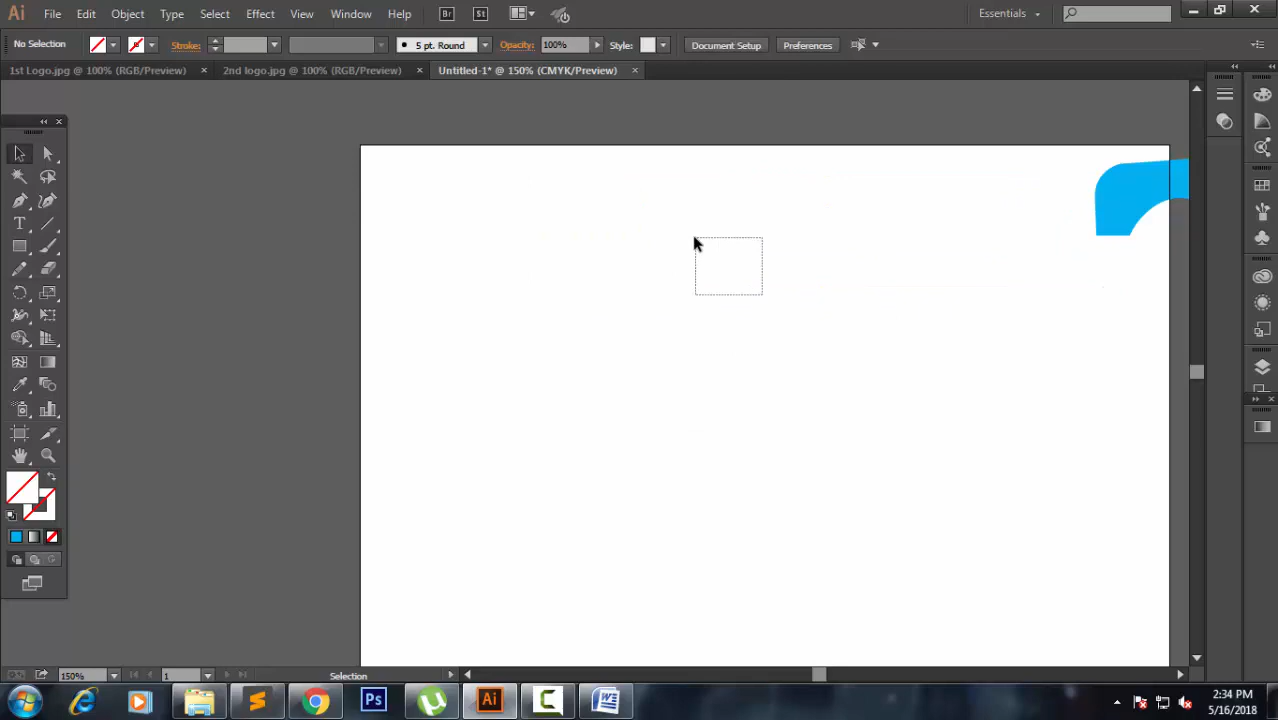 Ai File Edit Object Type Select Effect View Window Help Br St Essentials
No Selection Stroke: 5 pt. Round Opacity: 100% Style: Document Setup Preferences
1st Logo.jpg @ 100% (RGB/Preview) × 2nd logo.jpg @ 100% (RGB/Preview) × Untitled-1* @ 150% (CMYK/Preview) ×
T
150% 1 Selection
Ps Ai C W 2:34 PM
5/16/2018